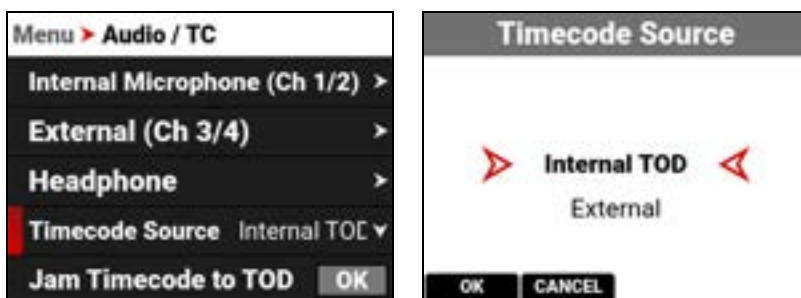 Menu > Audio / TC
Internal Microphone (Ch 1/2) >
External (Ch 3/4) >
Headphone >
Timecode Source Internal TOD
Jam Timecode to TOD OK
Timecode Source
Internal TOD
External
OK CANCEL